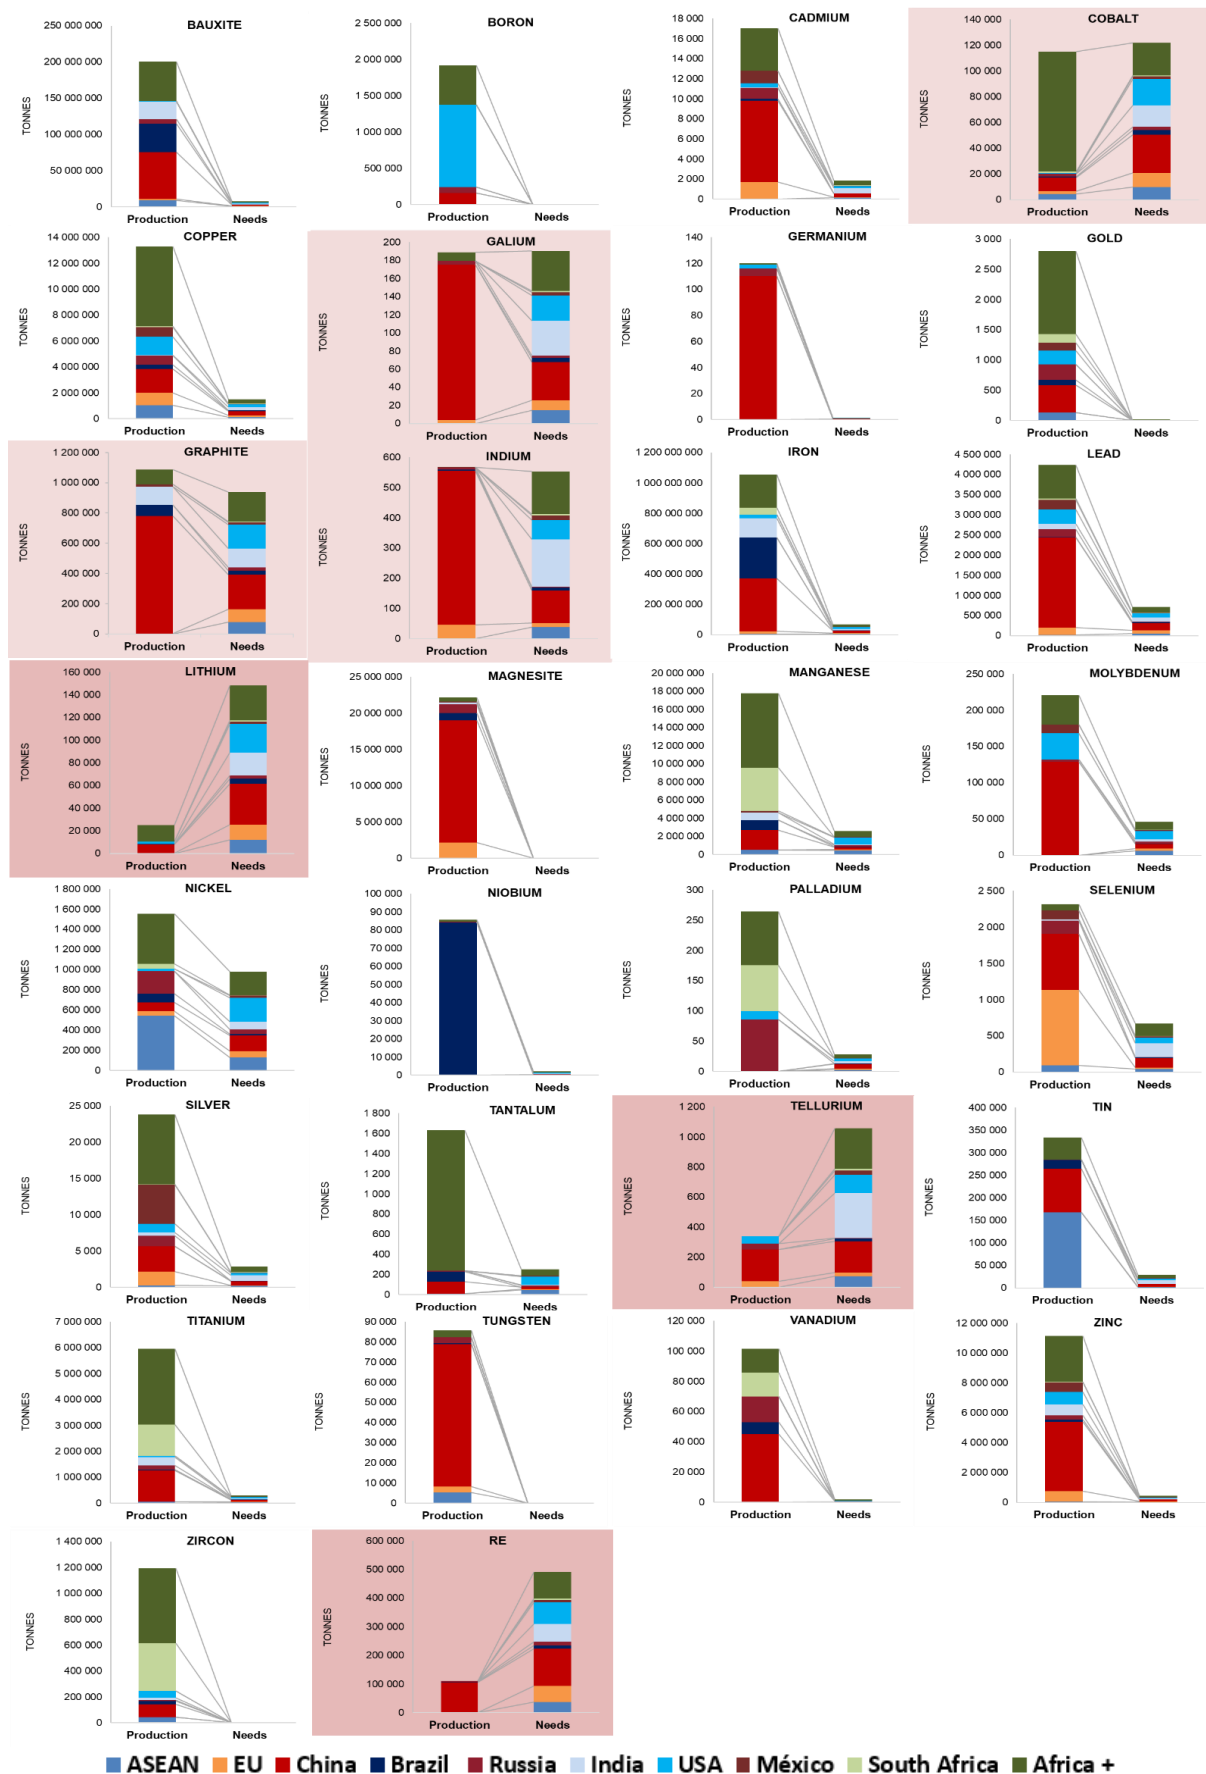 BAUXITE
TONNES
250 000 000
200 000 000
150 000 000
100 000 000
50 000 000
0
Production Needs
BORON
TONNES
2 500 000
2 000 000
1 500 000
1 000 000
500 000
0
Production Needs
CADMIUM
TONNES
18 000
16 000
14 000
12 000
10 000
8 000
6 000
4 000
2 000
0
Production Needs
COBALT
TONNES
140 000
120 000
100 000
80 000
60 000
40 000
20 000
0
Production Needs
COPPER
TONNES
14 000 000
12 000 000
10 000 000
8 000 000
6 000 000
4 000 000
2 000 000
0
Production Needs
GALIUM
TONNES
200
180
160
140
120
100
80
60
40
20
0
Production Needs
GERMANIUM
TONNES
140
120
100
80
60
40
20
0
Production Needs
GOLD
TONNES
3 000
2 500
2 000
1 500
1 000
500
0
Production Needs
GRAPHITE
TONNES
1 200 000
1 000 000
800 000
600 000
400 000
200 000
0
Production Needs
INDIUM
TONNES
600
500
400
300
200
100
0
Production Needs
IRON
TONNES
1 200 000 000
1 000 000 000
800 000 000
600 000 000
400 000 000
200 000 000
0
Production Needs
LEAD
TONNES
4 500 000
4 000 000
3 500 000
3 000 000
2 500 000
2 000 000
1 500 000
1 000 000
500 000
0
Production Needs
LITHIUM
TONNES
160 000
140 000
120 000
100 000
80 000
60 000
40 000
20 000
0
Production Needs
MAGNESITE
TONNES
25 000 000
20 000 000
15 000 000
10 000 000
5 000 000
0
Production Needs
MANGANESE
TONNES
20 000 000
18 000 000
16 000 000
14 000 000
12 000 000
10 000 000
8 000 000
6 000 000
4 000 000
2 000 000
0
Production Needs
MOLYBDENUM
TONNES
250 000
200 000
150 000
100 000
50 000
0
Production Needs
NICKEL
TONNES
1 800 000
1 600 000
1 400 000
1 200 000
1 000 000
800 000
600 000
400 000
200 000
0
Production Needs
NIOBIUM
TONNES
100 000
90 000
80 000
70 000
60 000
50 000
40 000
30 000
20 000
10 000
0
Production Needs
PALLADIUM
TONNES
300
250
200
150
100
50
0
Production Needs
SELENIUM
TONNES
2 500
2 000
1 500
1 000
500
0
Production Needs
SILVER
TONNES
25 000
20 000
15 000
10 000
5 000
0
Production Needs
TANTALUM
TONNES
1 800
1 600
1 400
1 200
1 000
800
600
400
200
0
Production Needs
TELLURIUM
TONNES
1 200
1 000
800
600
400
200
0
Production Needs
TIN
TONNES
400 000
350 000
300 000
250 000
200 000
150 000
100 000
50 000
0
Production Needs
TITANIUM
TONNES
7 000 000
6 000 000
5 000 000
4 000 000
3 000 000
2 000 000
1 000 000
0
Production Needs
TUNGSTEN
TONNES
90 000
80 000
70 000
60 000
50 000
40 000
30 000
20 000
10 000
0
Production Needs
VANADIUM
TONNES
120 000
100 000
80 000
60 000
40 000
20 000
0
Production Needs
ZINC
TONNES
12 000 000
10 000 000
8 000 000
6 000 000
4 000 000
2 000 000
0
Production Needs
ZIRCON
TONNES
1 400 000
1 200 000
1 000 000
800 000
600 000
400 000
200 000
0
Production Needs
RE
TONNES
600 000
500 000
400 000
300 000
200 000
100 000
0
Production Needs
ASEAN EU China Brazil Russia India USA México South Africa Africa +